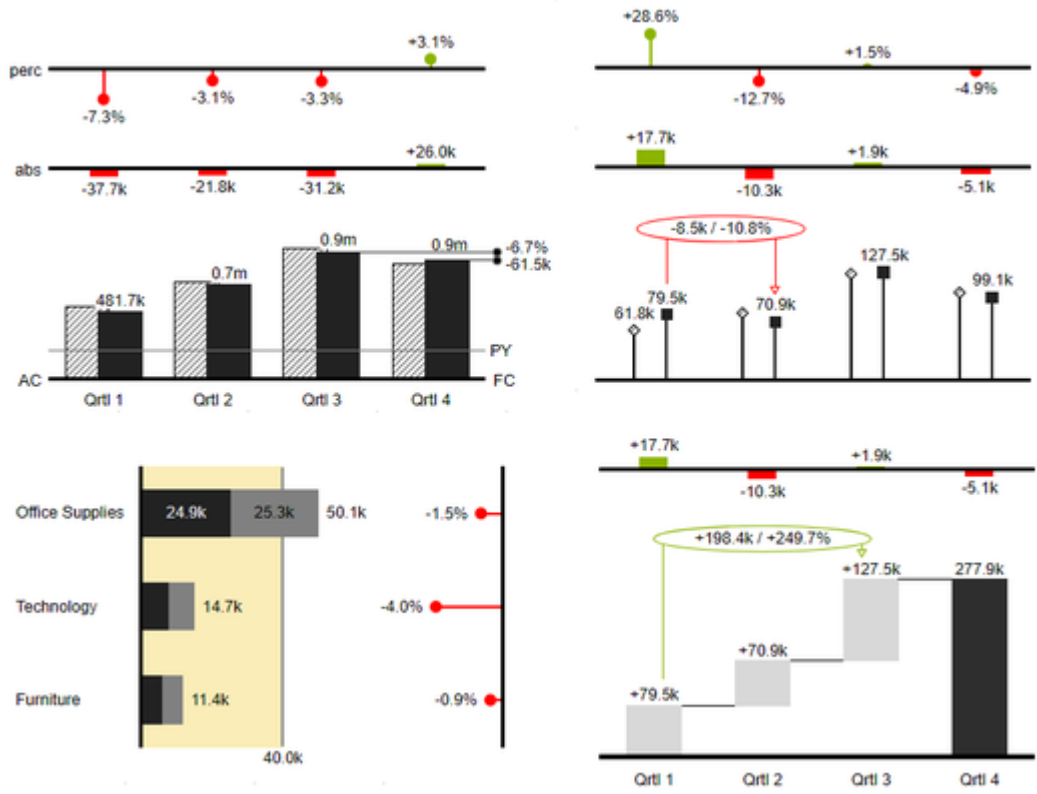 +3.1%
perc
-7.3%
-3.1%
-3.3%
+26.0k
abs
-37.7k
-21.8k
-31.2k
481.7k
0.7m
0.9m
0.9m
-6.7%
-61.5k
PY
AC
FC
Qrtl 1
Qrtl 2
Qrtl 3
Qrtl 4
+28.6%
+1.5%
-12.7%
-4.9%
+17.7k
+1.9k
-10.3k
-5.1k
-8.5k / -10.8%
61.8k
79.5k
70.9k
127.5k
99.1k
Office Supplies
24.9k
25.3k
50.1k
-1.5%
Technology
14.7k
-4.0%
Furniture
11.4k
-0.9%
40.0k
+17.7k
+1.9k
-10.3k
-5.1k
+198.4k / +249.7%
+79.5k
+70.9k
+127.5k
277.9k
Qrtl 1
Qrtl 2
Qrtl 3
Qrtl 4